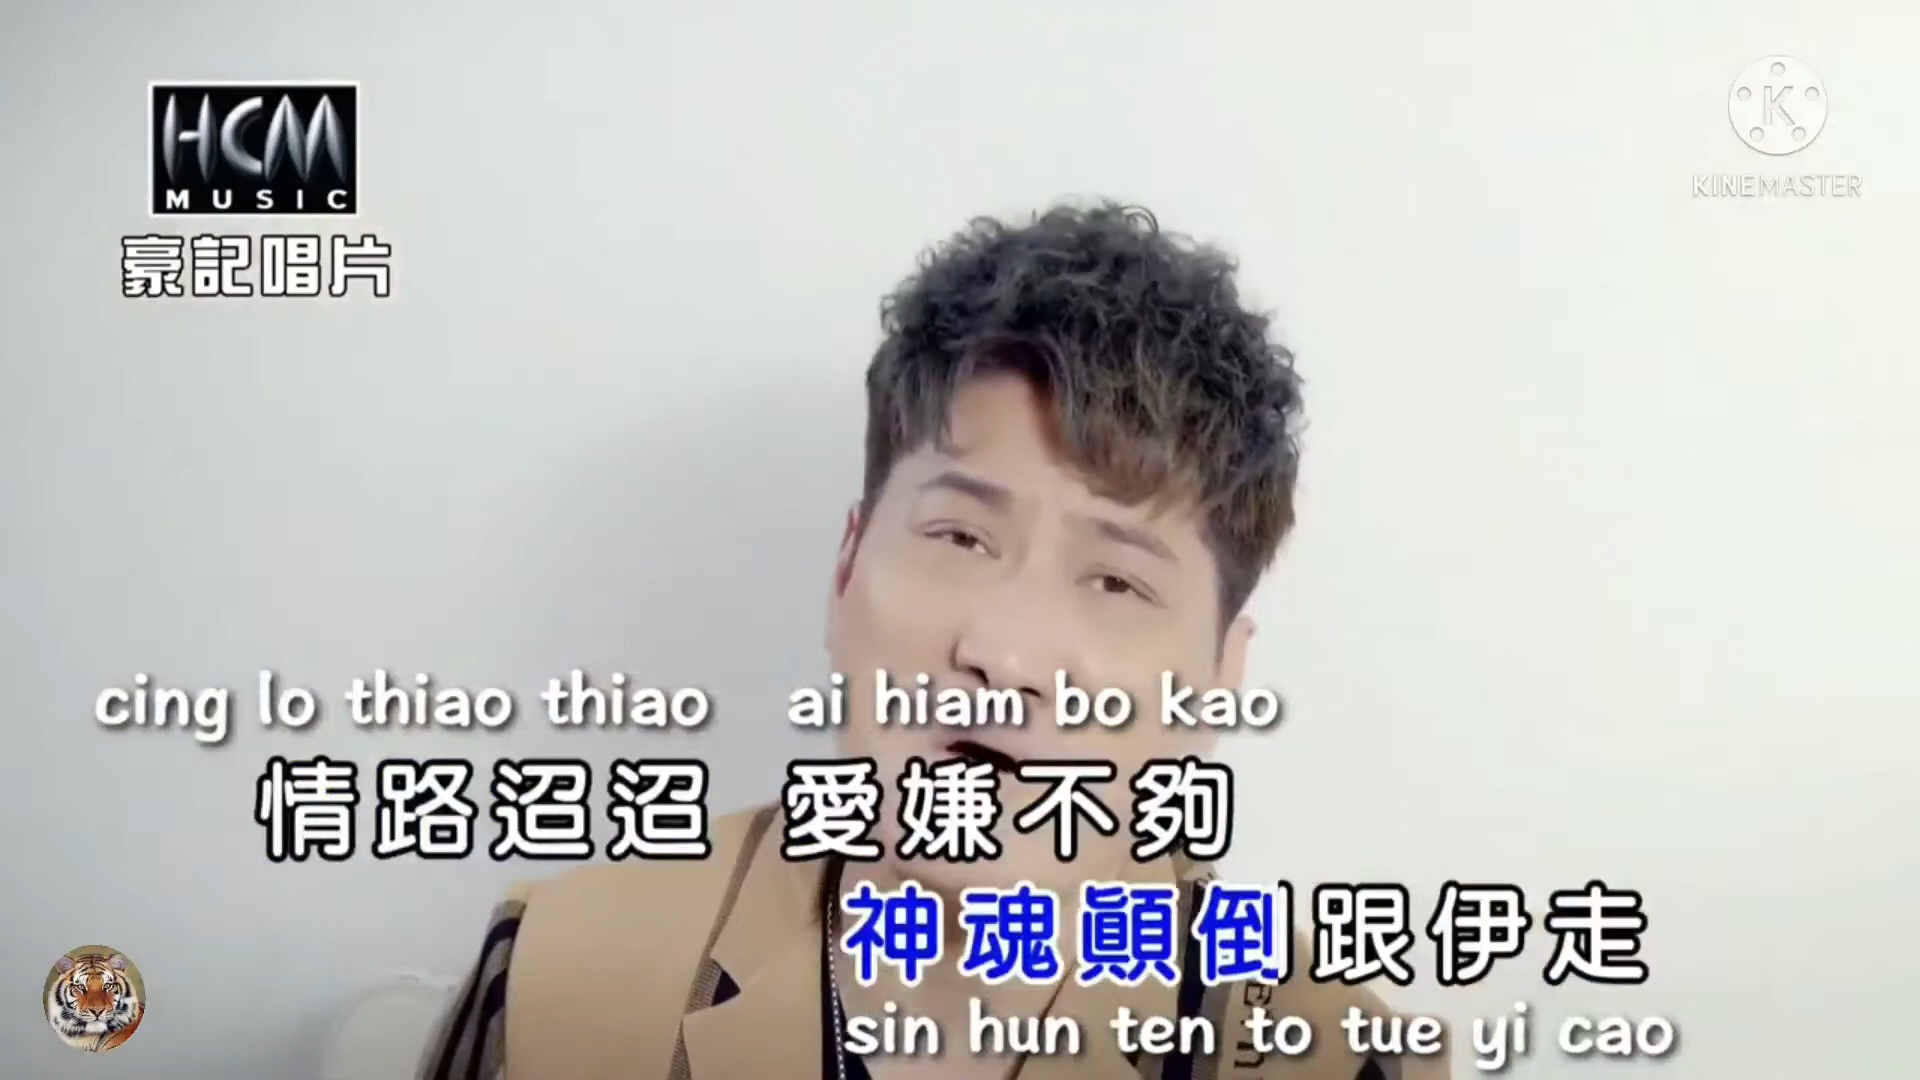 HCM
MUSIC
豪記唱片
K
KINEMASTER
cing lo thiao thiao ai hiam bo kao
情路迢迢 愛嫌不夠
神魂顛倒跟伊走
sin hun ten to tue yi cao